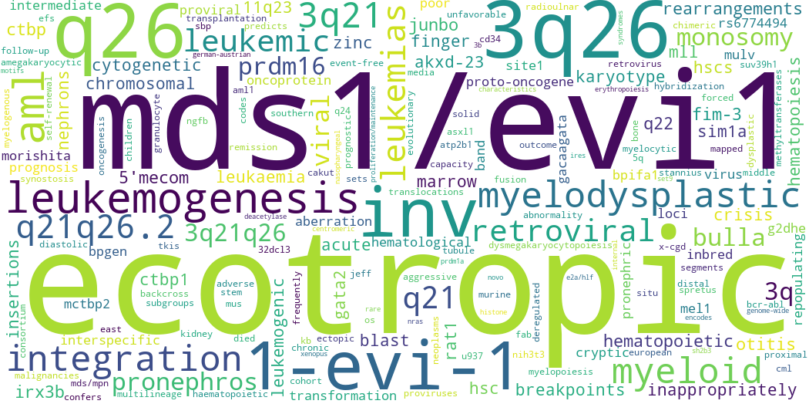 intermediate
efs
q26
ctbp
proviral
11q23
transplantation
sbp
predicts
3q21
poor
unfavorable
radioulnar
syndromes
3q26
rearrangements
chimeric
rs6774494
monosomy
leukemic
zinc
leukemias
junbo
finger
akxd-23
cd34
3b
media
site1
retrovirus
mll
mulv
suv39h1
amegakaryocytic
motifs
german-austrian
event-free
cytogenetic
prdm16
chromosomal
oncoprotein
proto-oncogene
karyotype
hscs
hybridization
characteristics
erythropoiesis
aml
myelogenous
self-renewal
nephrons
mds1/evi1
viral
aml1
q24
ngfb
codes
southern
remission
prognostic4
oncogenesis
children
granulocyte
evolutionary
solid
asxl1
atp2b1
band
capacity
fim-3
sim1a
q22
forced
mapped
outcome
myelocytic
5q
bone
gacaagata
dysplastic
methyltransferases
hematopoiesis
morishita
prognosis
synostosis
5'mecom
leukaemia
cakut
sets
marrow
translocations
fusion
ires
bpifa1
stannius
virus
middle
set
leukemogenesis
inv
myelodysplastic
proliferation/maintenance
q21q26.2
3q21q26
deacetylase
32dc13
aberration
centromeric
abnormality
retroviral
loci
crisis
bulla
g2dhe
insertions
consortium
diastolic
tkis
bpgen
acute
hematological
tubule
prdm1a
dysmegakaryocytopoiesis
pronephric
interferon
inbred
x-cgd
segments
repopulating
ecotropic
ctbp1
backcross
subgroups
mctbp2
adverse
stem
mus
frequently
jeff
gata2
rare
os
aggressive
q21
novo
murine
e2a/hlf
deregulated
situ
distal
spretus
mel1
encodes
bcr-abl
genome-wide
3q
east
interspecific
kidney
died
leukemogenic
kb
chronic
xenopus
ectopic
blast
rat1
nras
neoplasms
u937
fab
nih3t3
histone
hematopoietic
cryptic
european
shzb3
otitis
proximal
cml
integration
1-evi-1
myeloid
irx3b
pronephros
malignancies
confers
mds/mpn
multilineage
haematopoietic
cohort
transformation
proviruses
hsc
myelopoiesis
breakpoints
inappropriately